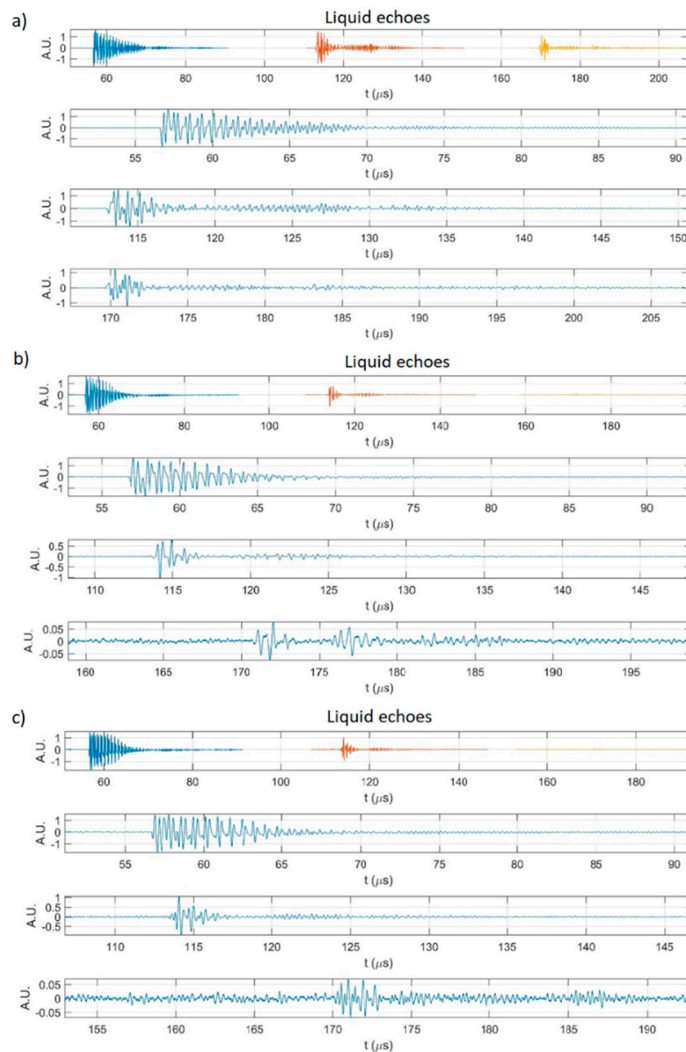 a)
Liquid echoes
A.U.
1
0
-1
60 80 100 120 140 160 180 200
t (μs)
A.U.
1
0
-1
55 60 65 70 75 80 85 90
t (μs)
A.U.
1
0
-1
115 120 125 130 135 140 145 150
t (μs)
A.U.
1
0
-1
170 175 180 185 190 195 200 205
t (μs)
b)
Liquid echoes
A.U.
1
0
-1
60 80 100 120 140 160 180
t (μs)
A.U.
1
0
-1
55 60 65 70 75 80 85 90
t (μs)
A.U.
0.5
0
-0.5
-1
110 115 120 125 130 135 140 145
t (μs)
A.U.
0.05
0
-0.05
160 165 170 175 180 185 190 195
t (μs)
c)
Liquid echoes
A.U.
1
0
-1
60 80 100 120 140 160 180
t (μs)
A.U.
1
0
-1
55 60 65 70 75 80 85 90
t (μs)
A.U.
1
0.5
0
-0.5
110 115 120 125 130 135 140 145
t (μs)
A.U.
0.05
0
-0.05
155 160 165 170 175 180 185 190
t (μs)